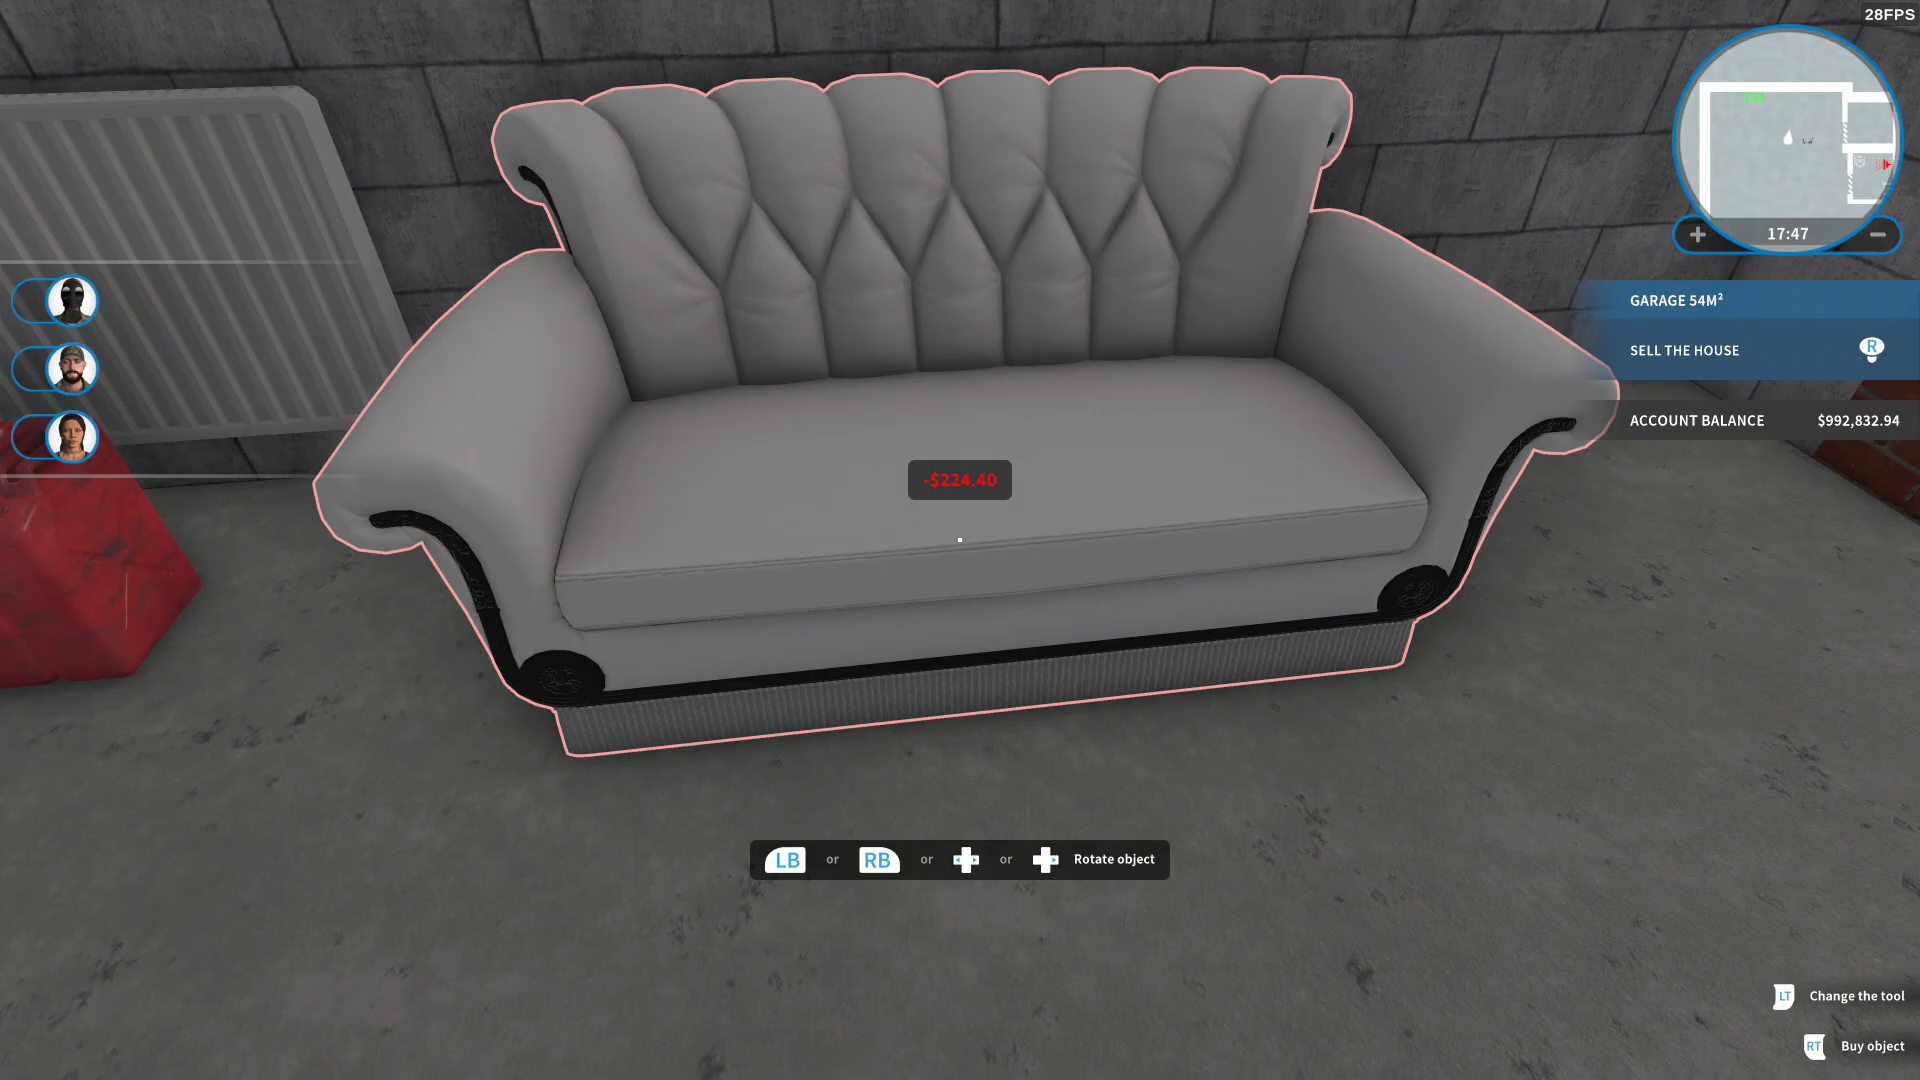 28FPS
+ 17:47 −
GARAGE 54M²
SELL THE HOUSE R
ACCOUNT BALANCE $992,832.94
-$224.40
LB or RB or or Rotate object
LT Change the tool
RT Buy object